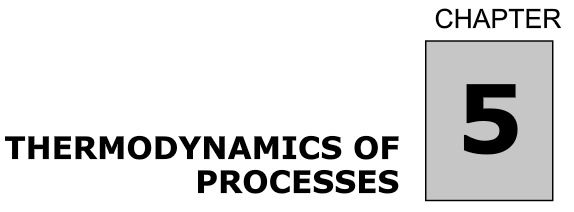 CHAPTER
5
THERMODYNAMICS OF
PROCESSES